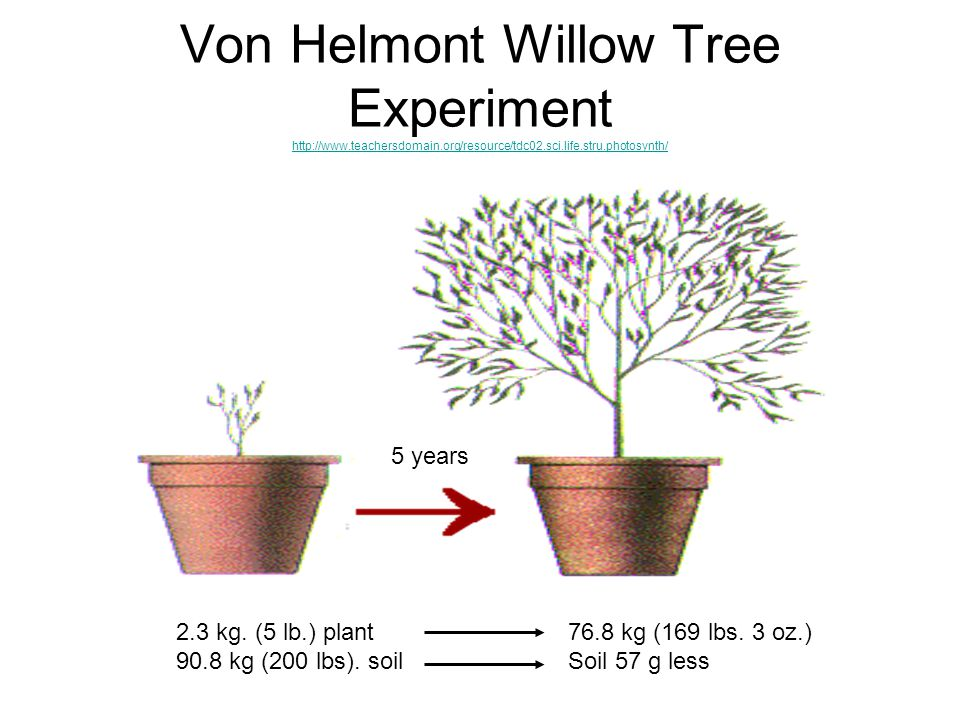 Von Helmont Willow Tree
Experiment
http://www.teachersdomain.org/resource/tdc02.sci.life.stru.photosynth/
5 years
2.3 kg. (5 lb.) plant 76.8 kg (169 lbs. 3 oz.)
90.8 kg (200 lbs). soil Soil 57 g less